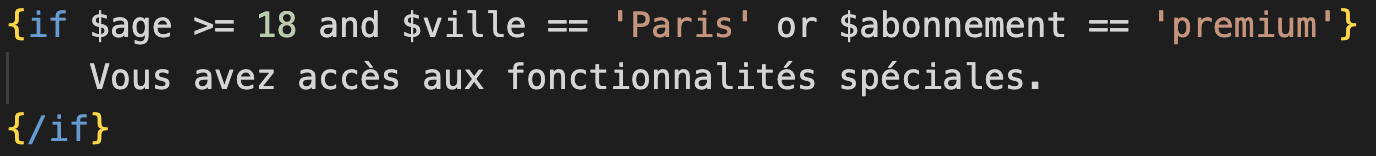 {if $age >= 18 and $ville == 'Paris' or $abonnement == 'premium'}
    Vous avez accès aux fonctionnalités spéciales.
{/if}